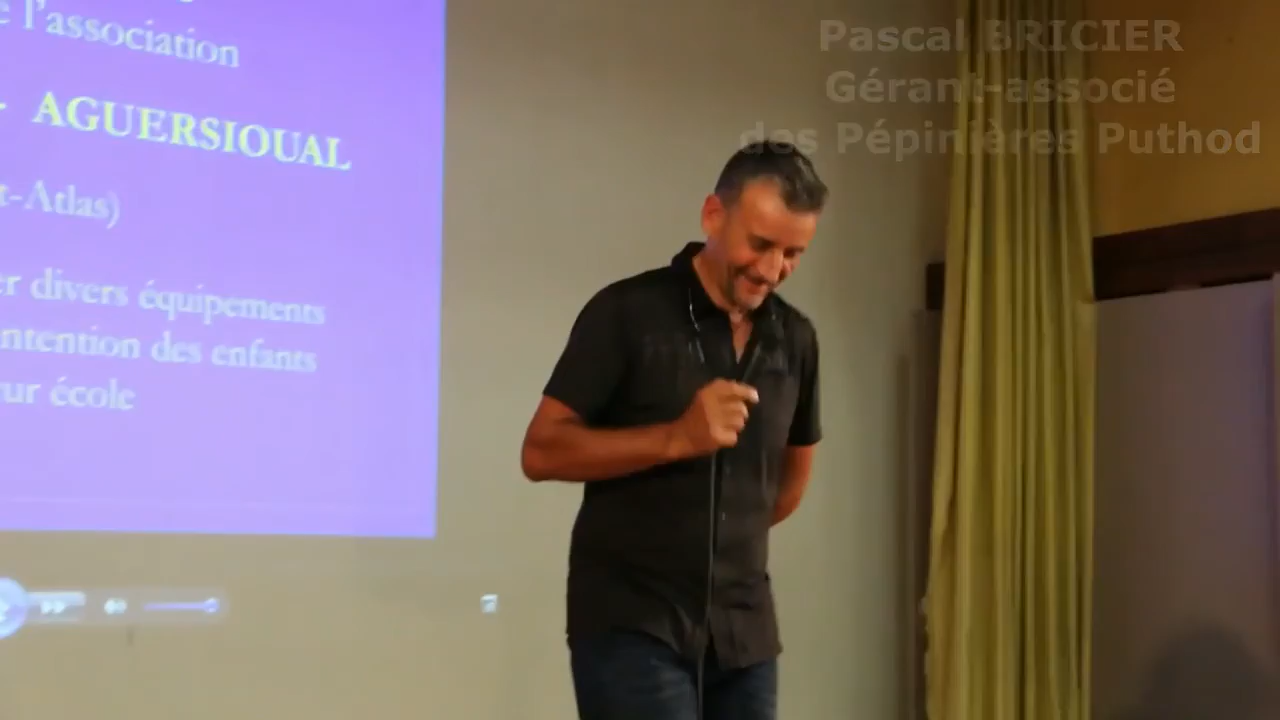 l'association
AGUERSIOUAL
t-Atlas)
er divers équipements
ntention des enfants
ur école
Pascal BRICIER
Gérant-associé
des Pépinières Puthod